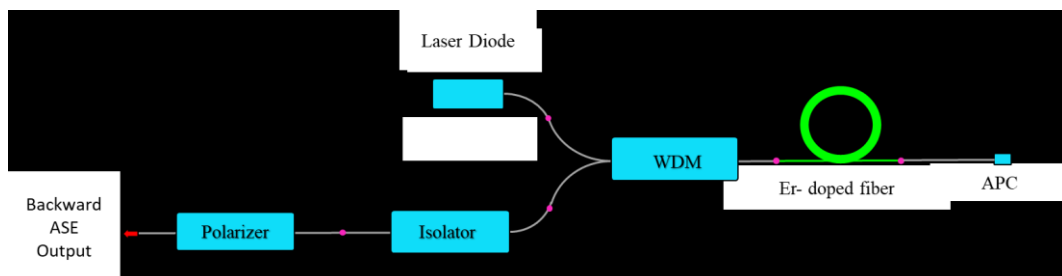 Laser Diode
WDM
Er- doped fiber
APC
Backward
ASE
Output
Polarizer
Isolator